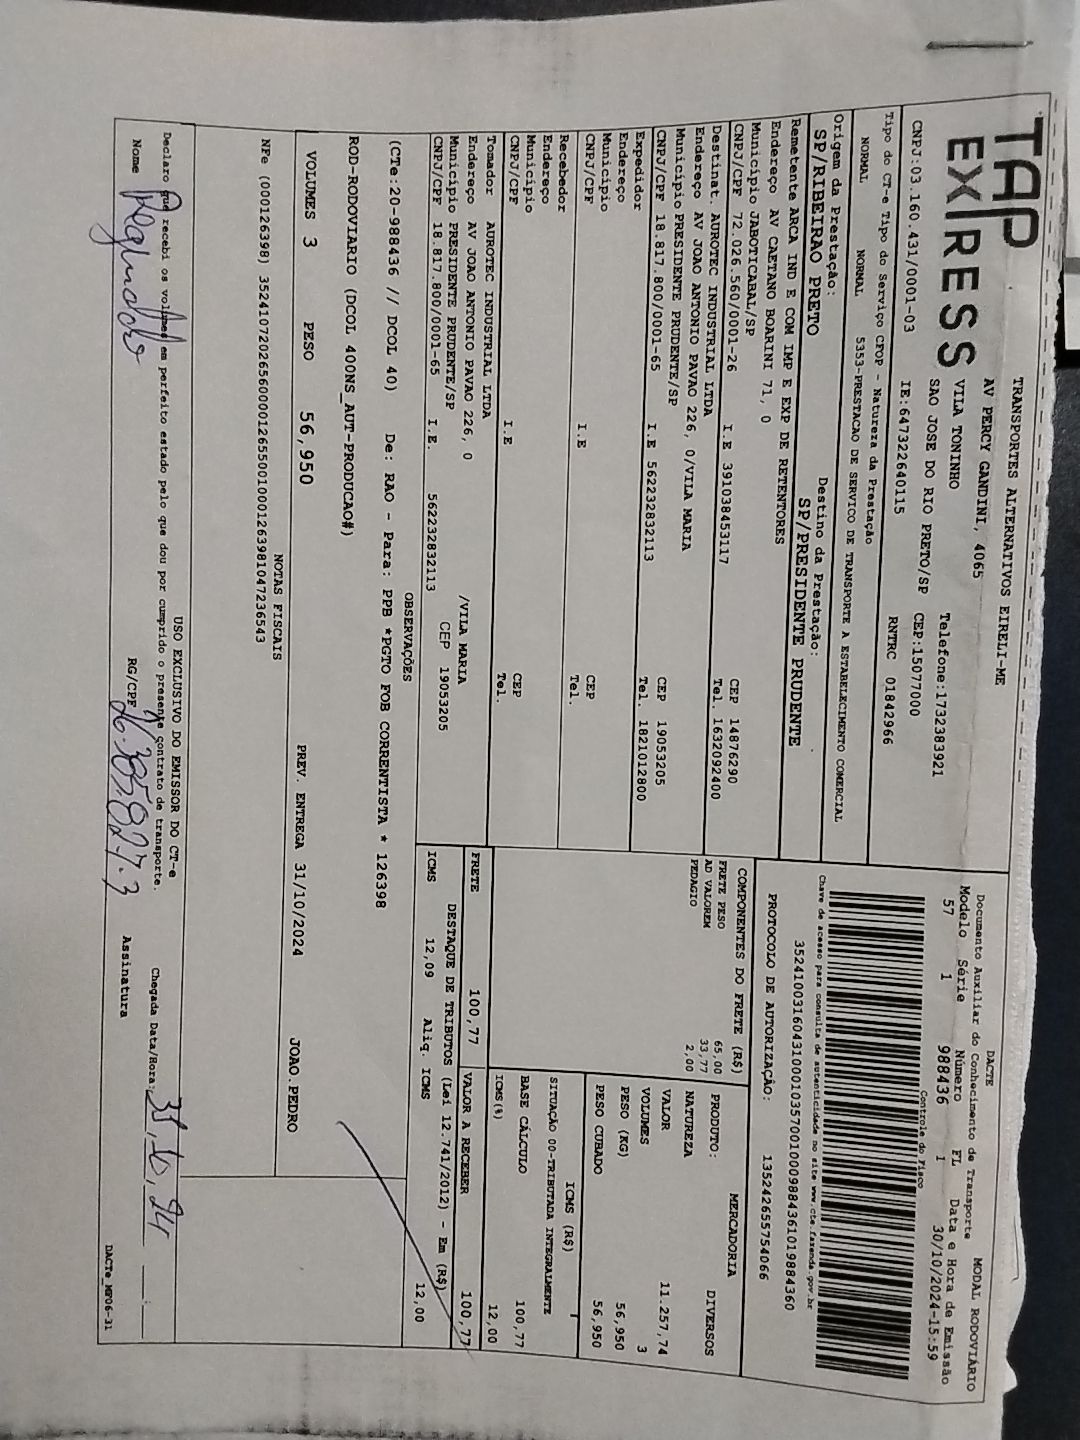 TAP
EXPRESS
TRANSPORTES ALTERNATIVOS EIRELI-ME
AV PERCY GANDINI, 4065
VILA TONINHO Telefone:1732383921
SAO JOSE DO RIO PRETO/SP CEP:15077000
CNPJ:03.160.431/0001-03 IE:647322640115 RNTRC 01842966
DACTE MODAL RODOVIÁRIO
Documento Auxiliar do Conhecimento de Transporte
Modelo Série Número FL Data e Hora de Emissão
57 1 988436 1 30/10/2024-15:59
Controle do Fisco
Chave de acesso para consulta de autenticidade no site www.cte.fazenda.gov.br
35241003160431000103570010009884361019884360
PROTOCOLO DE AUTORIZAÇÃO: 135242655754066
Tipo do CT-e Tipo do Serviço CFOP - Natureza da Prestação
NORMAL NORMAL 5353-PRESTACAO DE SERVICO DE TRANSPORTE A ESTABELECIMENTO COMERCIAL
Origem da Prestação: Destino da Prestação:
SP/RIBEIRAO PRETO SP/PRESIDENTE PRUDENTE
Remetente ARCA IND E COM IMP E EXP DE RETENTORES
Endereço AV CAETANO BOARINI 71, 0
Município JABOTICABAL/SP CEP 14876290
CNPJ/CPF 72.026.560/0001-26 I.E 391038453117 Tel. 1632092400
Destinat. AUROTEC INDUSTRIAL LTDA
Endereço AV JOAO ANTONIO PAVAO 226, 0/VILA MARIA
Município PRESIDENTE PRUDENTE/SP CEP 19053205
CNPJ/CPF 18.817.800/0001-65 I.E 562232832113 Tel. 1821012800
Expedidor
Endereço
Município CEP
CNPJ/CPF I.E Tel.
Recebedor
Endereço
Município CEP
CNPJ/CPF I.E Tel.
Tomador AUROTEC INDUSTRIAL LTDA
Endereço AV JOAO ANTONIO PAVAO 226, 0 /VILA MARIA
Município PRESIDENTE PRUDENTE/SP CEP 19053205
CNPJ/CPF 18.817.800/0001-65 I.E. 562232832113
COMPONENTES DO FRETE (R$)
FRETE PESO 65,00
AD VALOREM 33,77
PEDAGIO 2,00
PRODUTO: MERCADORIA
NATUREZA DIVERSOS
VALOR 11.257,74
VOLUMES 3
PESO (KG) 56,950
PESO CUBADO 56,950
ICMS (R$)
SITUAÇÃO 00-TRIBUTADA INTEGRALMENTE
BASE CÁLCULO 100,77
ICMS(%) 12,00
FRETE 100,77 VALOR A RECEBER 100,77
DESTAQUE DE TRIBUTOS (Lei 12.741/2012) - Em (R$)
ICMS 12,09 Aliq. ICMS 12,00
OBSERVAÇÕES
(CTe:20-988436 // DCOL 40) De: RAO - Para: PPB *PGTO FOB CORRENTISTA * 126398
ROD-RODOVIARIO (DCOL 400NS_AUT-PRODUCAO#)
VOLUMES 3 PESO 56,950 PREV. ENTREGA 31/10/2024 JOAO.PEDRO
NOTAS FISCAIS
NFe (000126398) 35241072026560000126550010001263981047236543
USO EXCLUSIVO DO EMISSOR DO CT-e
Declaro que recebi os volumes em perfeito estado pelo que dou por cumprido o presente contrato de transporte.
Chegada Data/Hora: 31, 10, 24
Nome RG/CPF 26.385.827-3 Assinatura
DACTe_MP06-31